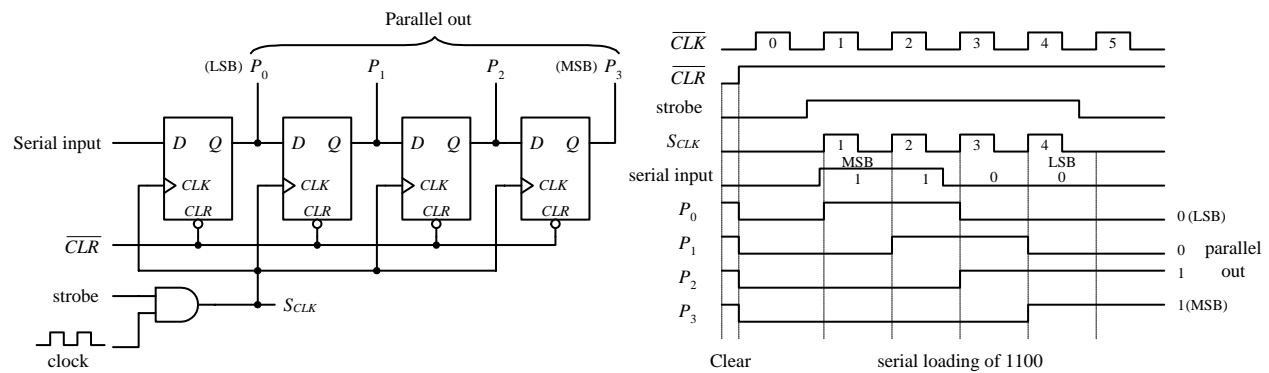 Parallel out
(LSB) P0 P1 P2 (MSB) P3
Serial input
D Q D Q D Q D Q
CLK CLK CLK CLK
CLR CLR CLR CLR
C̅L̅R̅
strobe
SCLK
clock
C̅L̅K̅ 0 1 2 3 4 5
C̅L̅R̅
strobe
SCLK 1 2 3 4
MSB LSB
serial input 1 1 0 0
P0 0 (LSB)
P1 0 parallel
P2 1 out
P3 1(MSB)
Clear serial loading of 1100